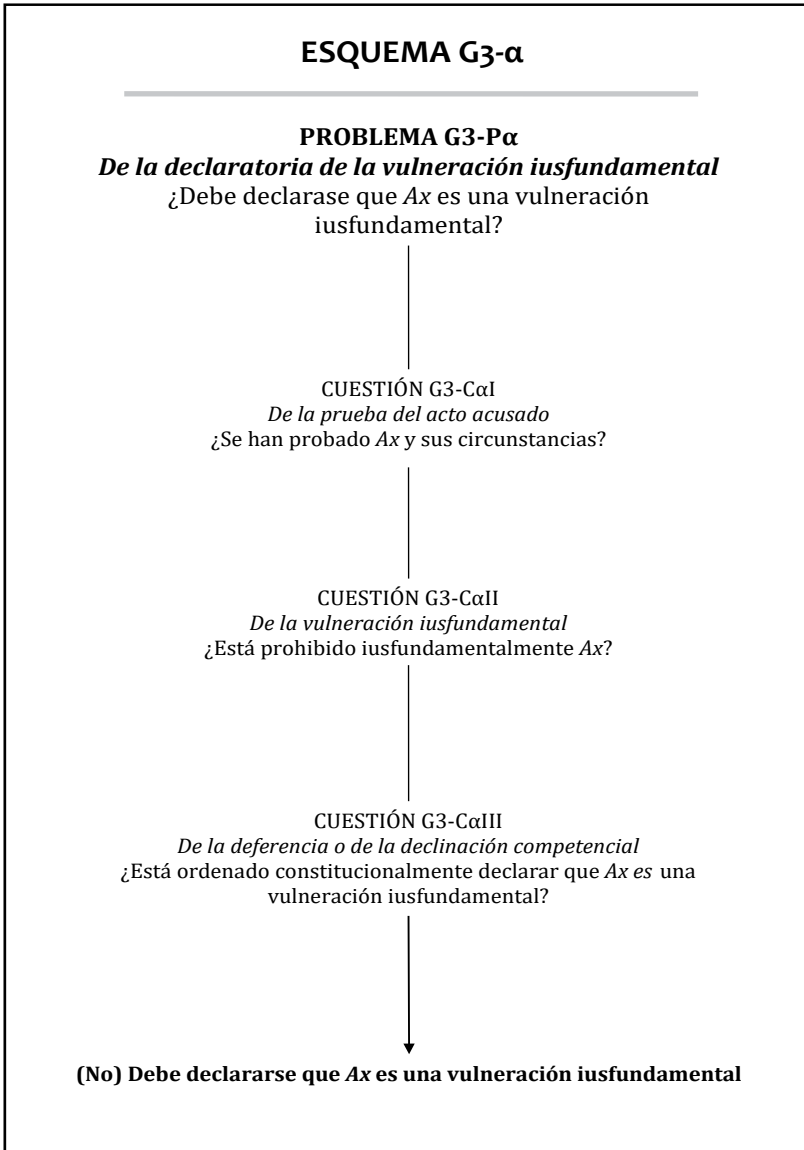 ESQUEMA G3-α
PROBLEMA G3-Pα
De la declaratoria de la vulneración iusfundamental
¿Debe declarase que Ax es una vulneración
iusfundamental?
CUESTIÓN G3-CαI
De la prueba del acto acusado
¿Se han probado Ax y sus circunstancias?
CUESTIÓN G3-CαII
De la vulneración iusfundamental
¿Está prohibido iusfundamentalmente Ax?
CUESTIÓN G3-CαIII
De la deferencia o de la declinación competencial
¿Está ordenado constitucionalmente declarar que Ax es una
vulneración iusfundamental?
(No) Debe declararse que Ax es una vulneración iusfundamental